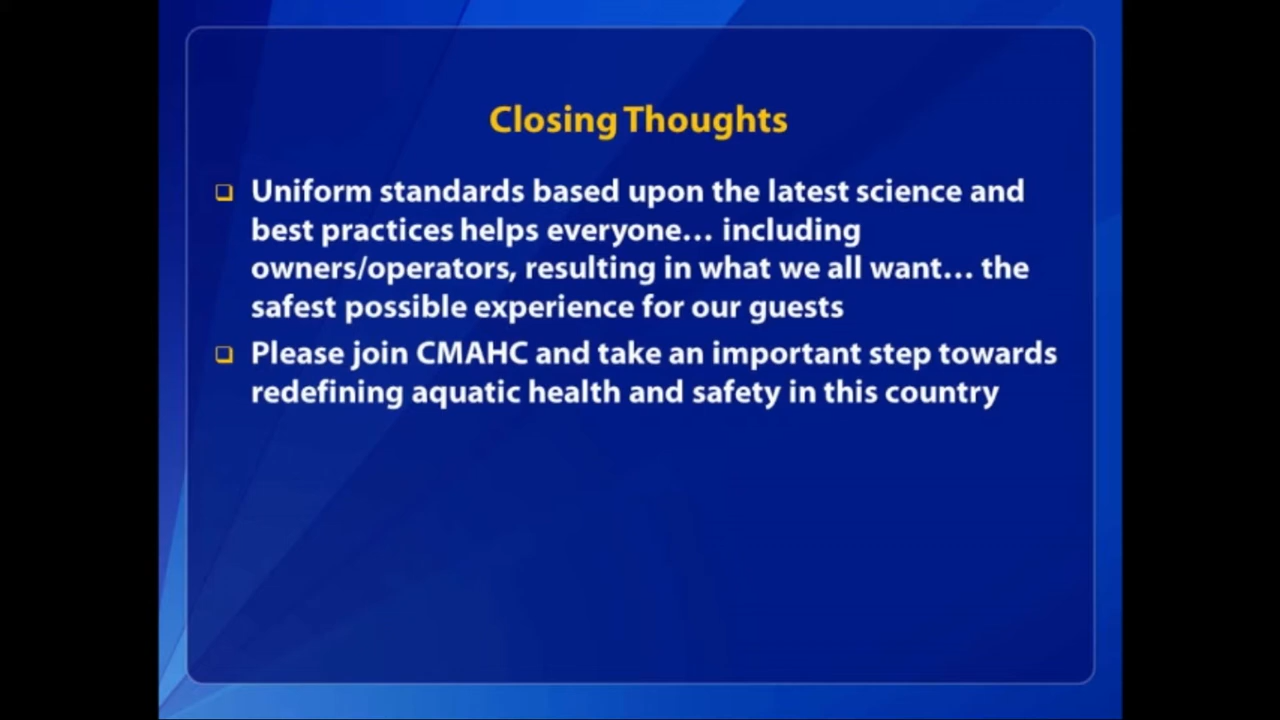 Closing Thoughts
Uniform standards based upon the latest science and
best practices helps everyone... including
owners/operators, resulting in what we all want... the
safest possible experience for our guests
Please join CMAHC and take an important step towards
redefining aquatic health and safety in this country